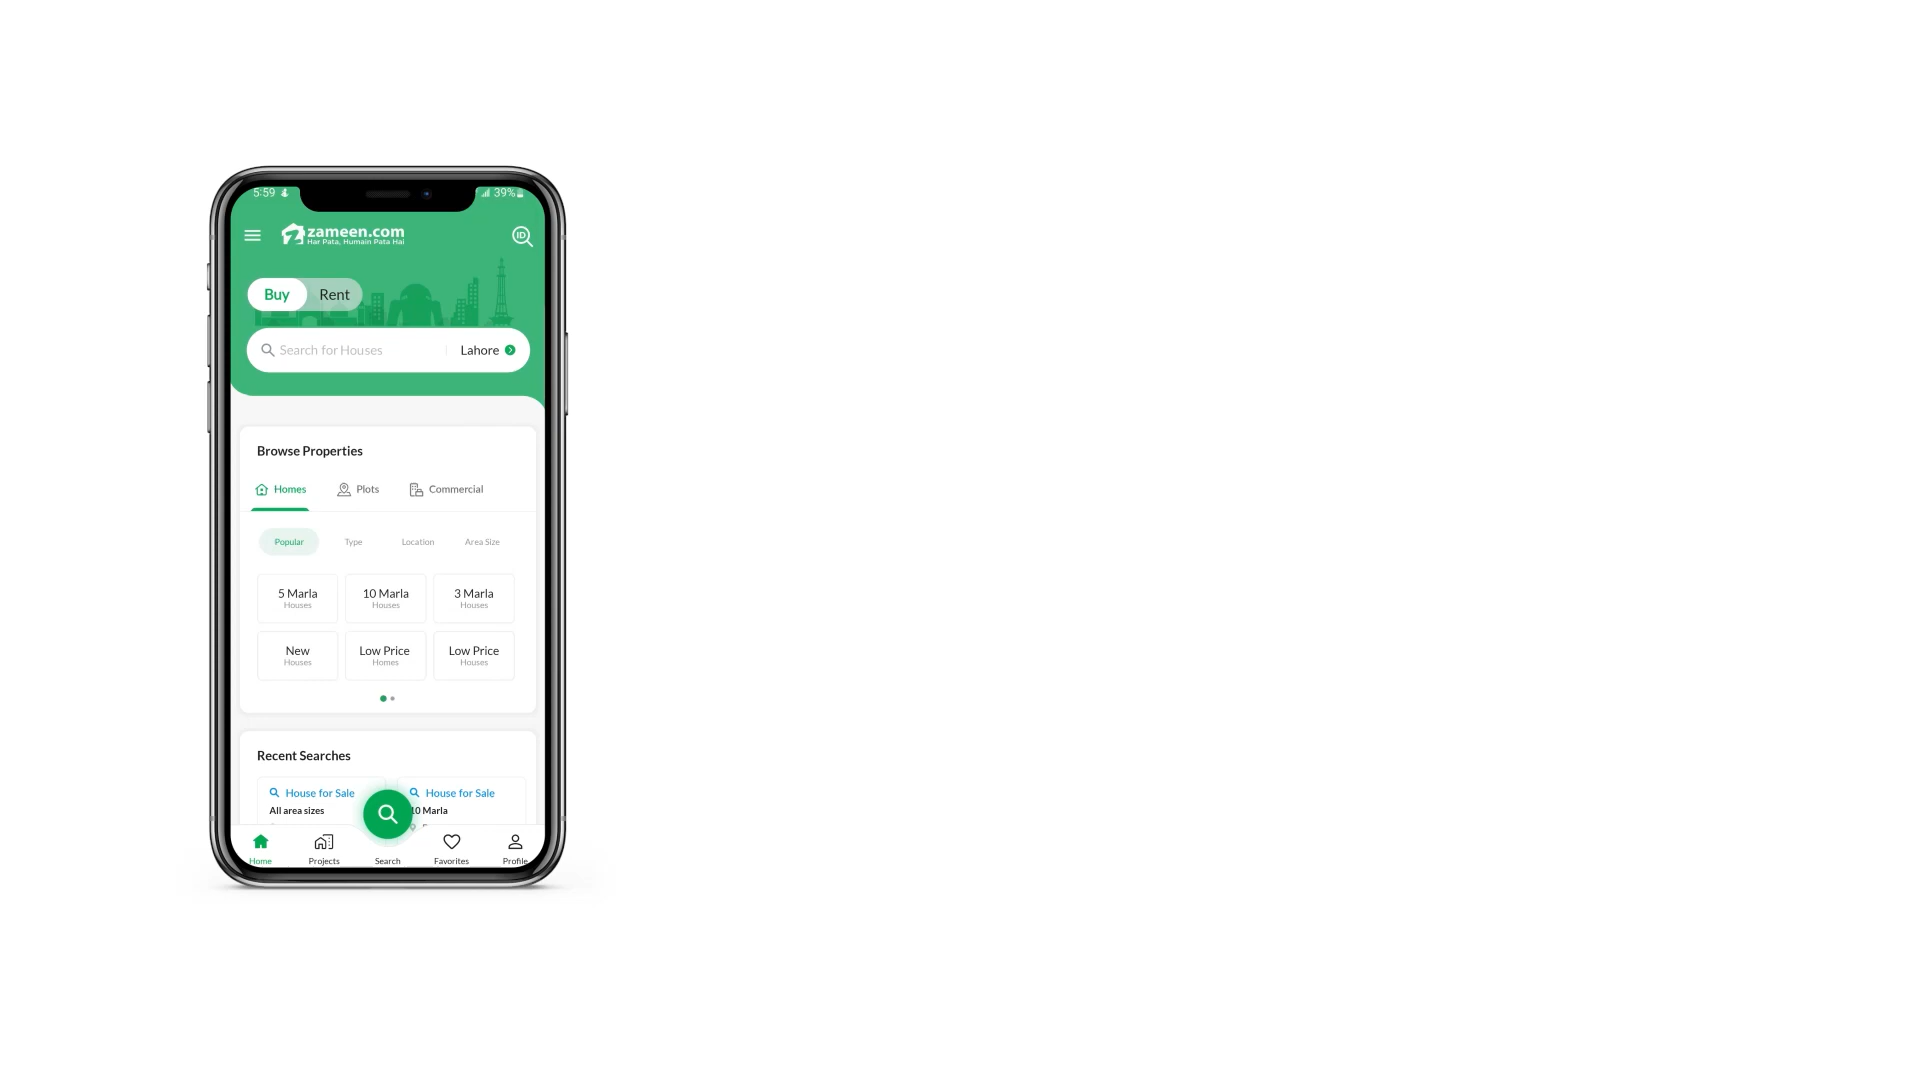 5:59
39%
zameen.com
Har Pata, Humain Pata Hai
ID
Buy Rent
Search for Houses Lahore
Browse Properties
Homes Plots Commercial
Popular Type Location Area Size
5 Marla 10 Marla 3 Marla
Houses Houses Houses
New Low Price Low Price
Houses Homes Houses
Recent Searches
House for Sale House for Sale
All area sizes 10 Marla
Home Projects Search Favorites Profile